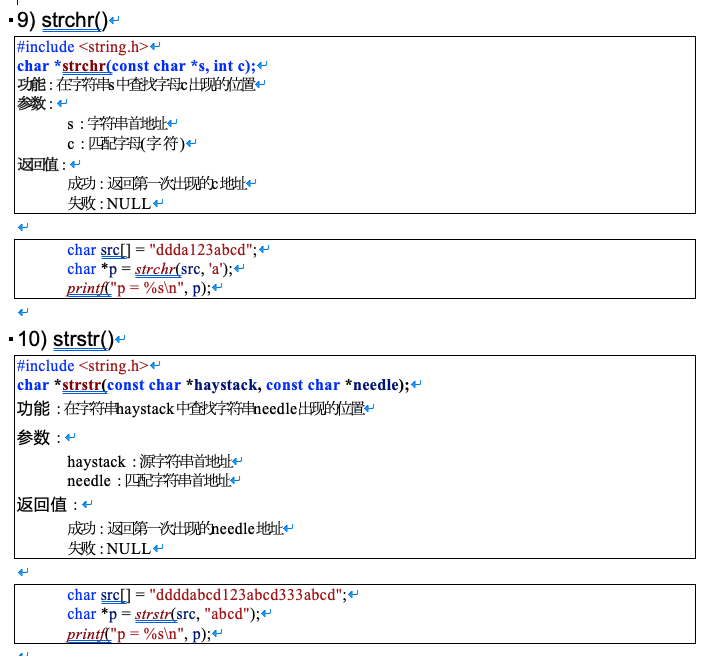 9) strchr()
#include <string.h>
char *strchr(const char *s, int c);
功能：在字符串s中查找字母c出现的位置
参数：
s：字符串首地址
c：匹配字母(字符)
返回值：
成功：返回第一次出现的c地址
失败：NULL
char src[] = "ddda123abcd";
char *p = strchr(src, 'a');
printf("p = %s\n", p);
10) strstr()
#include <string.h>
char *strstr(const char *haystack, const char *needle);
功能：在字符串haystack中查找字符串needle出现的位置
参数：
haystack：源字符串首地址
needle：匹配字符串首地址
返回值：
成功：返回第一次出现的needle地址
失败：NULL
char src[] = "ddddabcd123abcd333abcd";
char *p = strstr(src, "abcd");
printf("p = %s\n", p);